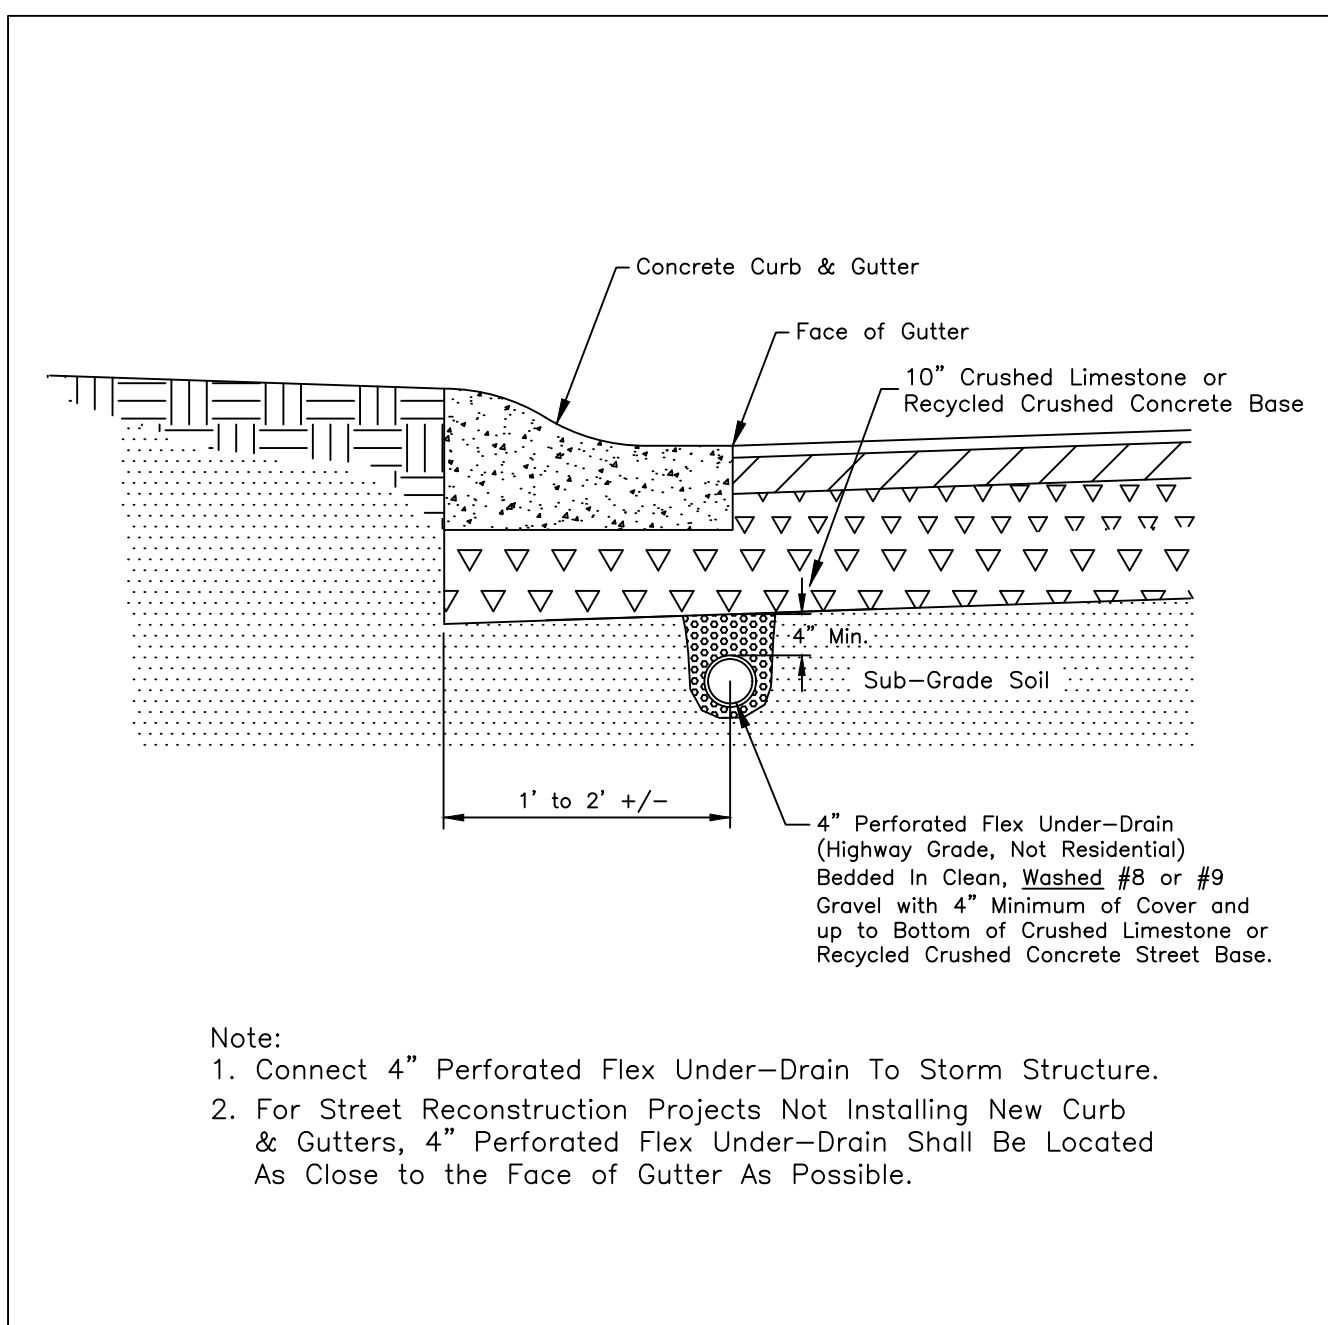 Concrete Curb & Gutter
Face of Gutter
10” Crushed Limestone or
Recycled Crushed Concrete Base
4” Min.
Sub-Grade Soil
1’ to 2’ +/-
4” Perforated Flex Under-Drain
(Highway Grade, Not Residential)
Bedded In Clean, Washed #8 or #9
Gravel with 4” Minimum of Cover and
up to Bottom of Crushed Limestone or
Recycled Crushed Concrete Street Base.
Note:
1. Connect 4” Perforated Flex Under-Drain To Storm Structure.
2. For Street Reconstruction Projects Not Installing New Curb
& Gutters, 4” Perforated Flex Under-Drain Shall Be Located
As Close to the Face of Gutter As Possible.